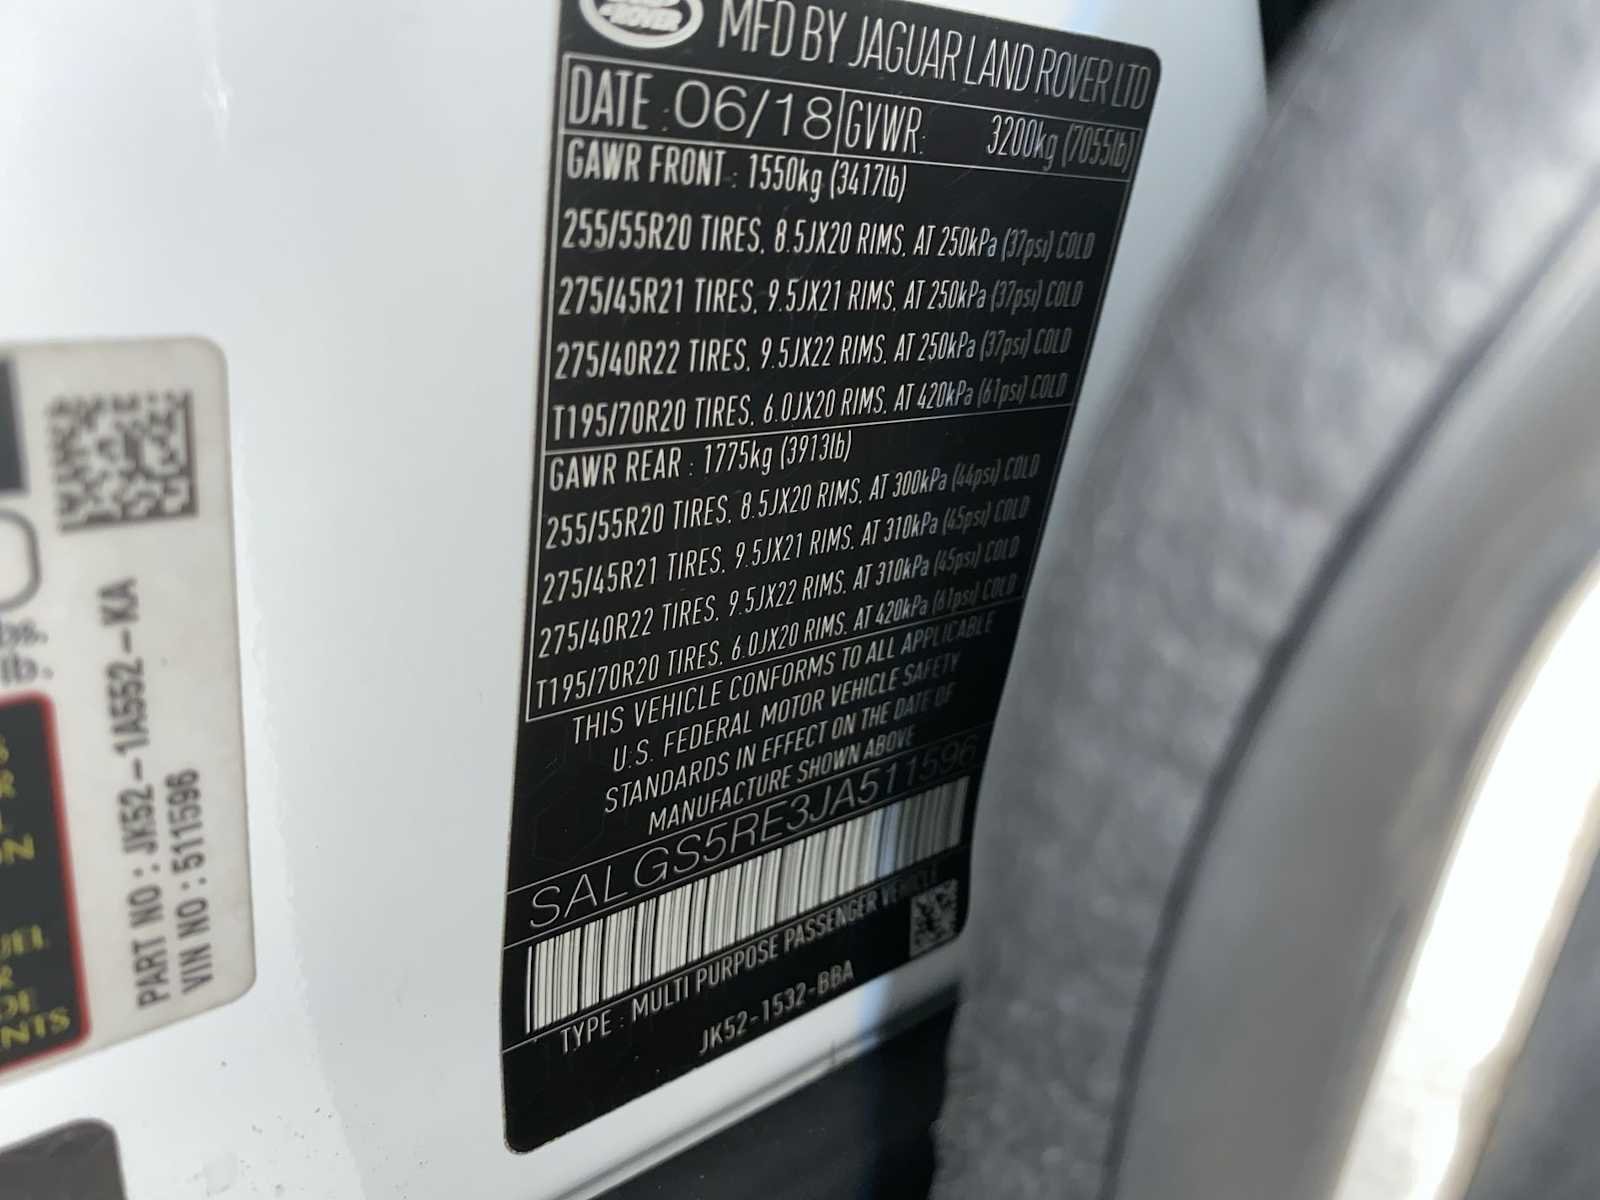 ROVER
MFD BY JAGUAR LAND ROVER LTD
DATE : 06/18 GVWR: 3200kg (7055lb)
GAWR FRONT : 1550kg (3417lb)
255/55R20 TIRES, 8.5JX20 RIMS, AT 250kPa (37psi) COLD
275/45R21 TIRES, 9.5JX21 RIMS, AT 250kPa (37psi) COLD
275/40R22 TIRES, 9.5JX22 RIMS, AT 250kPa (37psi) COLD
T195/70R20 TIRES, 6.0JX20 RIMS, AT 420kPa (61psi) COLD
GAWR REAR : 1775kg (3913lb)
255/55R20 TIRES, 8.5JX20 RIMS, AT 300kPa (44psi) COLD
275/45R21 TIRES, 9.5JX21 RIMS, AT 310kPa (45psi) COLD
275/40R22 TIRES, 9.5JX22 RIMS, AT 310kPa (45psi) COLD
T195/70R20 TIRES, 6.0JX20 RIMS, AT 420kPa (61psi) COLD
THIS VEHICLE CONFORMS TO ALL APPLICABLE
U.S. FEDERAL MOTOR VEHICLE SAFETY
STANDARDS IN EFFECT ON THE DATE OF
MANUFACTURE SHOWN ABOVE
SALGS5RE3JA511596
TYPE : MULTI PURPOSE PASSENGER VEHICLE
JK52-1532-BBA
PART NO : JK52-1A552-KA
VIN NO : 511596
lb.